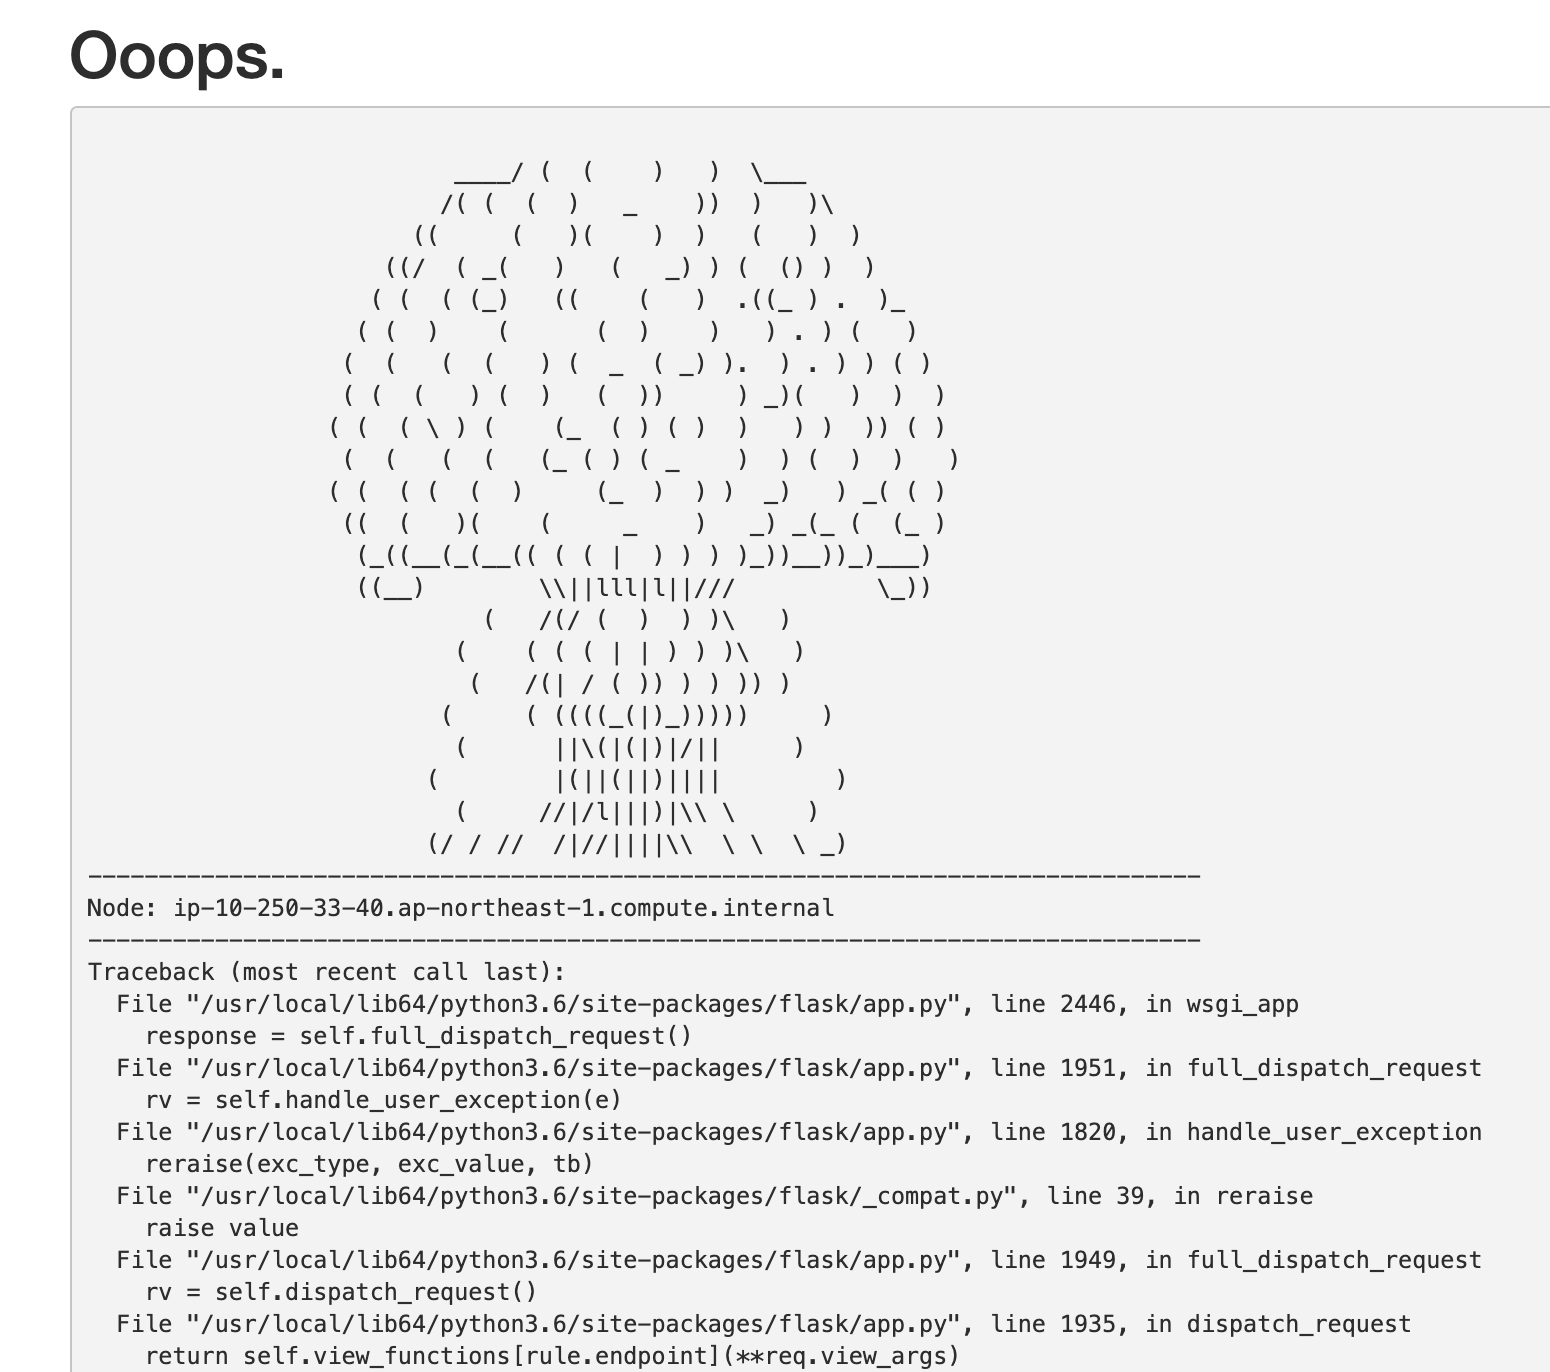 Ooops.
                          ____/ (  (    )   )  \___
                         /( (  (  )   _    ))  )   )\
                       ((     (   )(    )  )   (   )  )
                     ((/  ( _(   )   (   _) ) (  () )  )
                    ( (  ( (_)   ((    (   )  .((_ ) .  )_
                   ( (  )    (      (  )    )   ) . ) (   )
                  (  (   (  (   ) (  _  ( _) ).  ) . ) ) ( )
                  ( (  (   ) (  )   (  ))     ) _)(   )  )  )
                 ( (  ( \ ) (    (_  ( ) ( )  )   ) )  )) ( )
                  (  (   (  (   (_ ( ) ( _    )  ) (  )  )   )
                 ( (  ( (  (  )     (_  )  ) )  _)   ) _( ( )
                  ((  (   )(    (     _    )   _) _(_ (  (_ )
                   (_((__(_(__(( ( ( |  ) ) ) )_))__))_)___)
                   ((__)        \\||lll|l||///          \_))
                            (   /(/ (  )  ) )\   )
                          (    ( ( ( | | ) ) )\   )
                           (   /(| / ( )) ) ) )) )
                         (     ( ((((_(|)_)))))     )
                          (      ||\(|(|)|/||     )
                        (        |(||(||)||||        )
                          (     //|/l|||)|\\ \     )
                        (/ / //  /|//||||\\  \ \  \ _)
-------------------------------------------------------------------------------
Node: ip-10-250-33-40.ap-northeast-1.compute.internal
-------------------------------------------------------------------------------
Traceback (most recent call last):
  File "/usr/local/lib64/python3.6/site-packages/flask/app.py", line 2446, in wsgi_app
    response = self.full_dispatch_request()
  File "/usr/local/lib64/python3.6/site-packages/flask/app.py", line 1951, in full_dispatch_request
    rv = self.handle_user_exception(e)
  File "/usr/local/lib64/python3.6/site-packages/flask/app.py", line 1820, in handle_user_exception
    reraise(exc_type, exc_value, tb)
  File "/usr/local/lib64/python3.6/site-packages/flask/_compat.py", line 39, in reraise
    raise value
  File "/usr/local/lib64/python3.6/site-packages/flask/app.py", line 1949, in full_dispatch_request
    rv = self.dispatch_request()
  File "/usr/local/lib64/python3.6/site-packages/flask/app.py", line 1935, in dispatch_request
    return self.view_functions[rule.endpoint](**req.view_args)